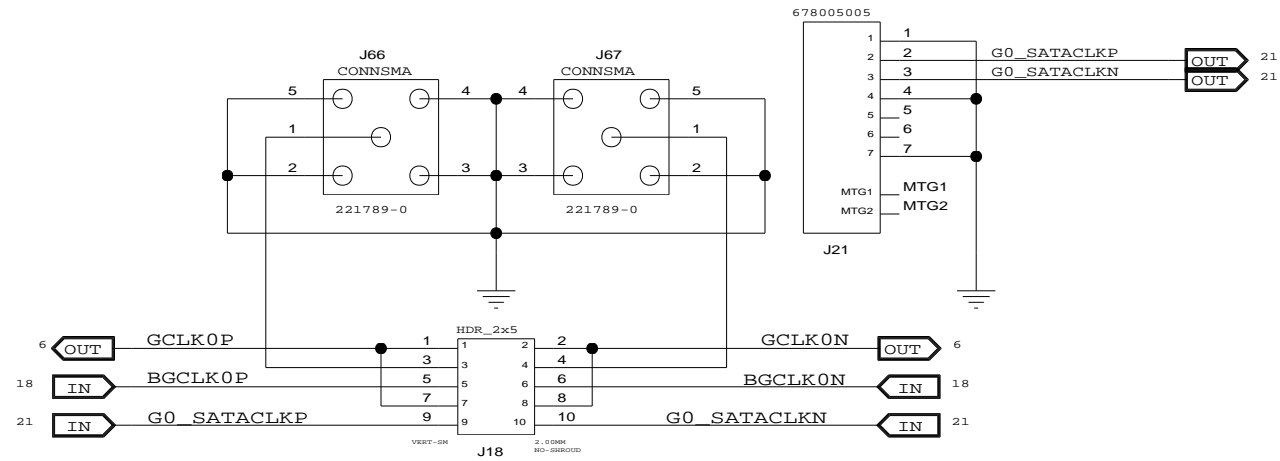 678005005
J66
CONNSMA
J67
CONNSMA
5 4 4 5
1 1
2 3 3 2
221789-0 221789-0
1 1
2 2 G0_SATACLKP OUT 21
3 3 G0_SATACLKN OUT 21
4 4
5 5
6 6
7 7
MTG1 MTG1
MTG2 MTG2
J21
HDR_2x5
6 OUT GCLK0P 1 1 2 2 GCLK0N OUT 6
3 3 4 4
18 IN BGCLK0P 5 5 6 6 BGCLK0N IN 18
7 7 8 8
21 IN G0_SATACLKP 9 9 10 10 G0_SATACLKN IN 21
VERT-SM
J18
2.00MM
NO-SHROUD